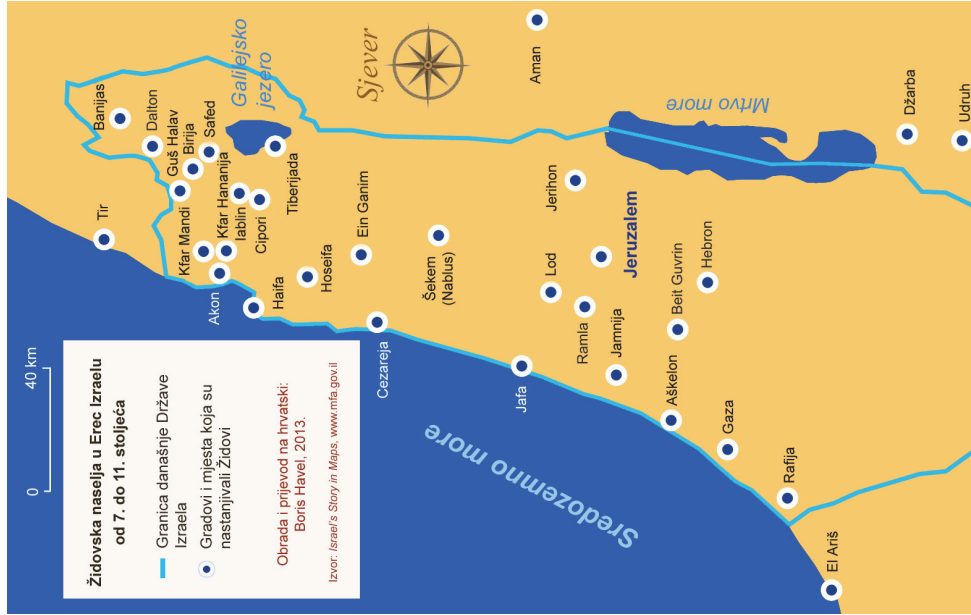 Židovska naselja u Erec Izraelu
od 7. do 11. stoljeća
Granica današnje Države
Izraela
Gradovi i mjesta koja su
nastanjivali Židovi
Obrada i prijevod na hrvatski:
Boris Havel, 2013.
Izvor: Israel's Story in Maps, www.mfa.gov.il
0
40 km
Sjever
Galilejsko
jezero
Mrtvo more
Sredozemno more
Banijas
Dalton
Tir
Guš Halav
Birija
Safed
Kfar Mandi
Kfar Hananija
Iablin
Cipori
Tiberijada
Akon
Haifa
Hoseifa
Ein Ganim
Cezareja
Šekem
(Nablus)
Aman
Jafa
Lod
Jerihon
Ramla
Jeruzalem
Jamnija
Aškelon
Beit Guvrin
Hebron
Gaza
Rafija
El Ariš
Džarba
Udruh